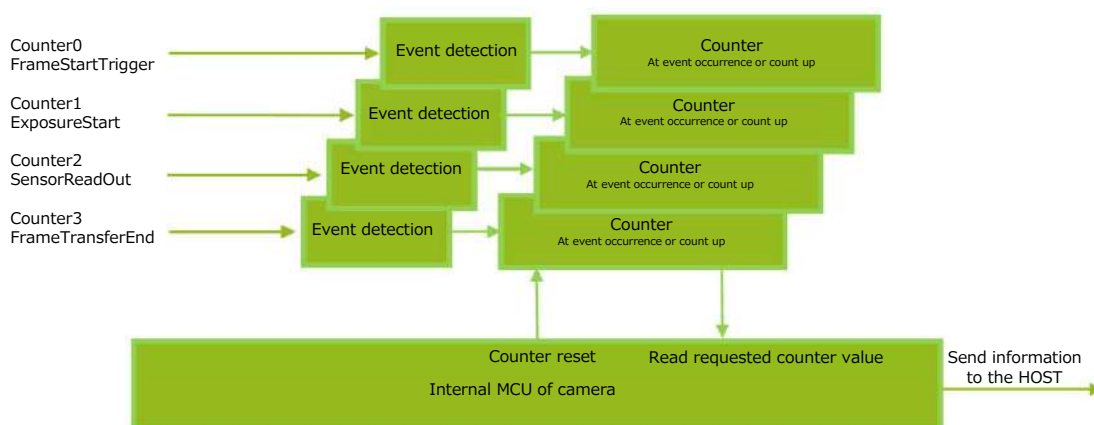 Counter0
FrameStartTrigger
Event detection
Counter
At event occurrence or count up
Counter1
ExposureStart
Event detection
Counter
At event occurrence or count up
Counter2
SensorReadOut
Event detection
Counter
At event occurrence or count up
Counter3
FrameTransferEnd
Event detection
Counter
At event occurrence or count up
Counter reset
Read requested counter value
Internal MCU of camera
Send information
to the HOST